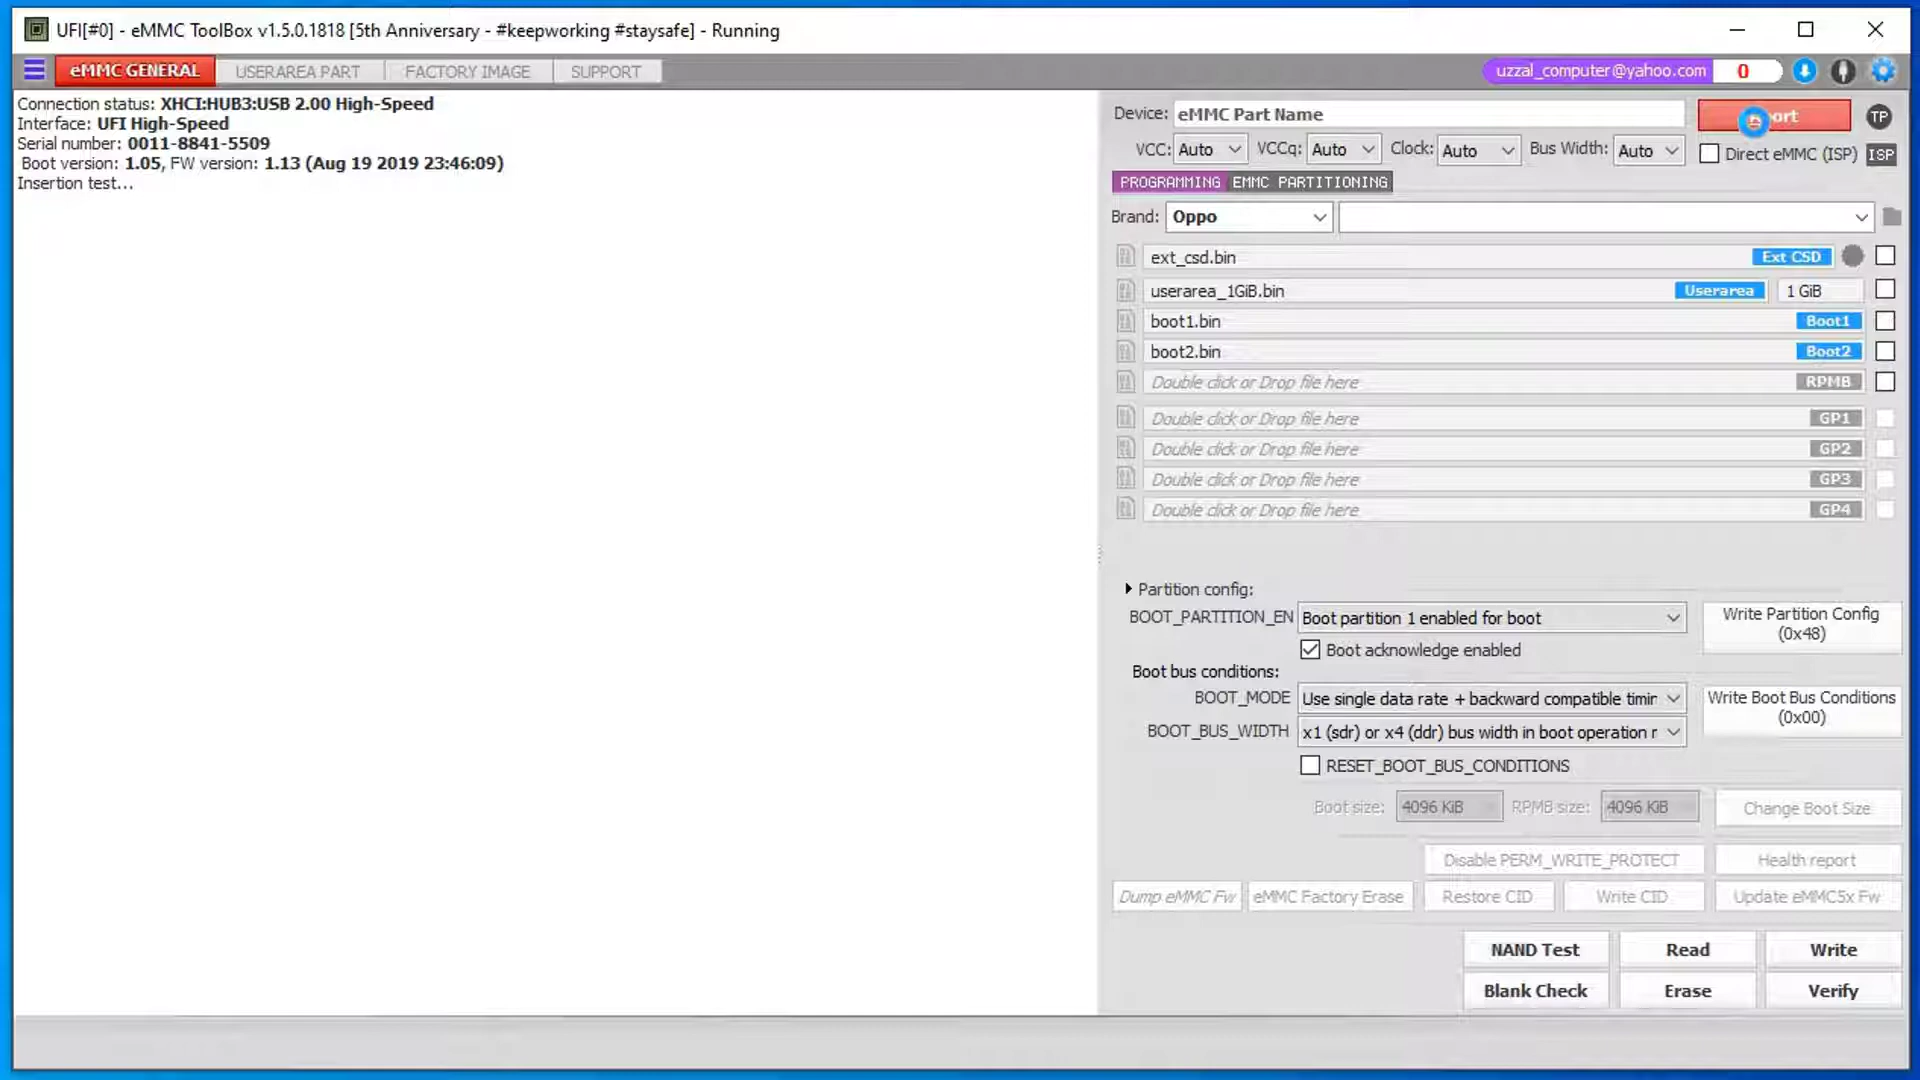 UFI[#0] - eMMC ToolBox v1.5.0.1818 [5th Anniversary - #keepworking #staysafe] - Running
eMMC GENERAL USERAREA PART FACTORY IMAGE SUPPORT uzzal_computer@yahoo.com 0
Connection status: XHCI:HUB3:USB 2.00 High-Speed
Interface: UFI High-Speed
Serial number: 0011-8841-5509
Boot version: 1.05, FW version: 1.13 (Aug 19 2019 23:46:09)
Insertion test...
Device: eMMC Part Name TP
VCC: Auto VCCq: Auto Clock: Auto Bus Width: Auto Direct eMMC (ISP) ISP
PROGRAMMING EMMC PARTITIONING
Brand: Oppo
ext_csd.bin Ext CSD
userarea_1GiB.bin Userarea 1 GiB
boot1.bin Boot1
boot2.bin Boot2
Double click or Drop file here RPMB
Double click or Drop file here GP1
Double click or Drop file here GP2
Double click or Drop file here GP3
Double click or Drop file here GP4
Partition config:
BOOT_PARTITION_EN Boot partition 1 enabled for boot Write Partition Config
(0x48)
Boot acknowledge enabled
Boot bus conditions:
BOOT_MODE Use single data rate + backward compatible timir Write Boot Bus Conditions
(0x00)
BOOT_BUS_WIDTH x1 (sdr) or x4 (ddr) bus width in boot operation r
RESET_BOOT_BUS_CONDITIONS
Boot size: 4096 KiB RPMB size: 4096 KiB Change Boot Size
Disable PERM_WRITE_PROTECT Health report
Dump eMMC Fw eMMC Factory Erase Restore CID Write CID Update eMMC5x Fw
NAND Test Read Write
Blank Check Erase Verify